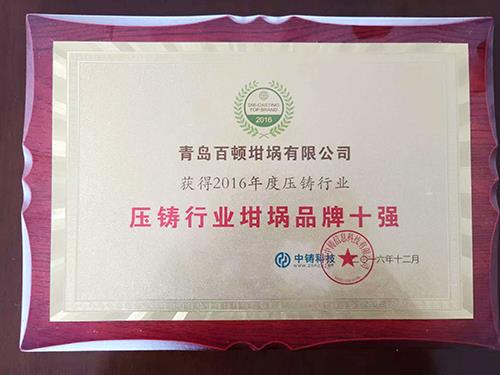 DIE-CASTING
TOP BRAND
2016
青岛百顿坩埚有限公司
获得2016年度压铸行业
压铸行业坩埚品牌十强
中铸科技
二〇一六年十二月